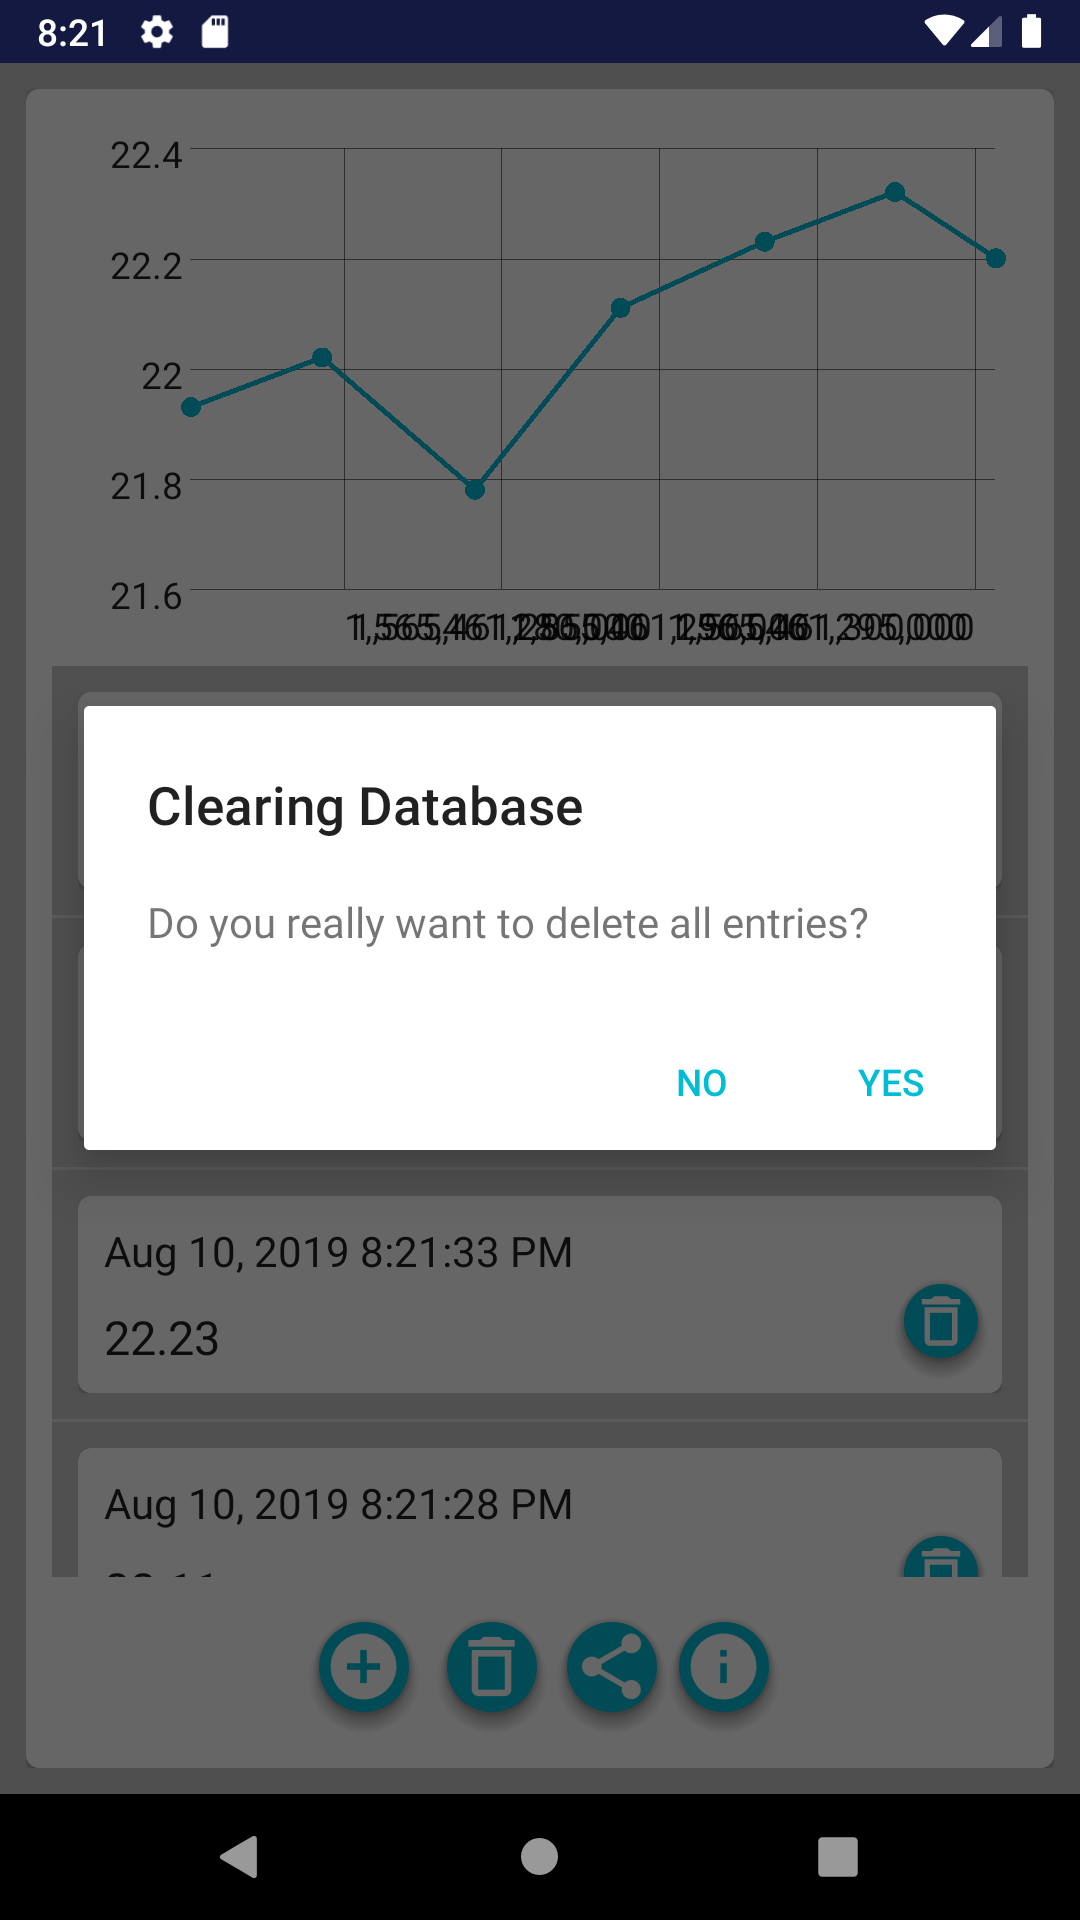 8:21
22.4
22.2
22
21.8
21.6
Clearing Database
Do you really want to delete all entries?
NO YES
Aug 10, 2019 8:21:33 PM
22.23
Aug 10, 2019 8:21:28 PM